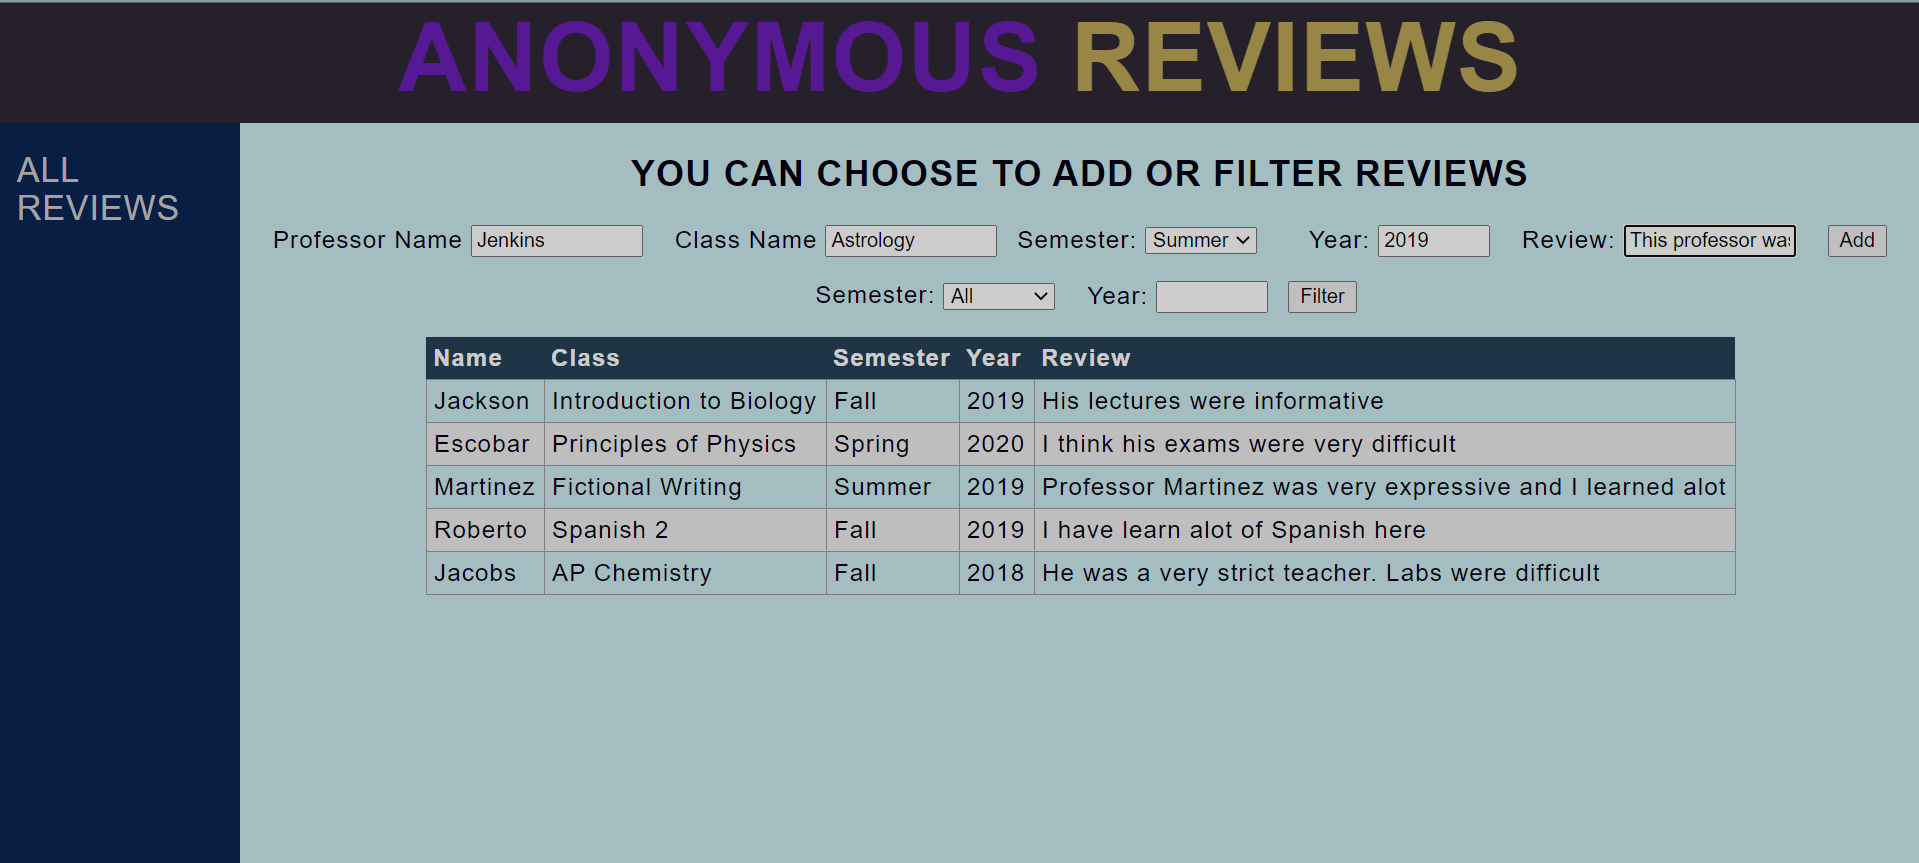 ANONYMOUS REVIEWS
ALL
REVIEWS
YOU CAN CHOOSE TO ADD OR FILTER REVIEWS
Professor Name Jenkins Class Name Astrology Semester: Summer Year: 2019 Review: This professor was Add
Semester: All Year: Filter
Name Class Semester Year Review
Jackson Introduction to Biology Fall 2019 His lectures were informative
Escobar Principles of Physics Spring 2020 I think his exams were very difficult
Martinez Fictional Writing Summer 2019 Professor Martinez was very expressive and I learned alot
Roberto Spanish 2 Fall 2019 I have learn alot of Spanish here
Jacobs AP Chemistry Fall 2018 He was a very strict teacher. Labs were difficult